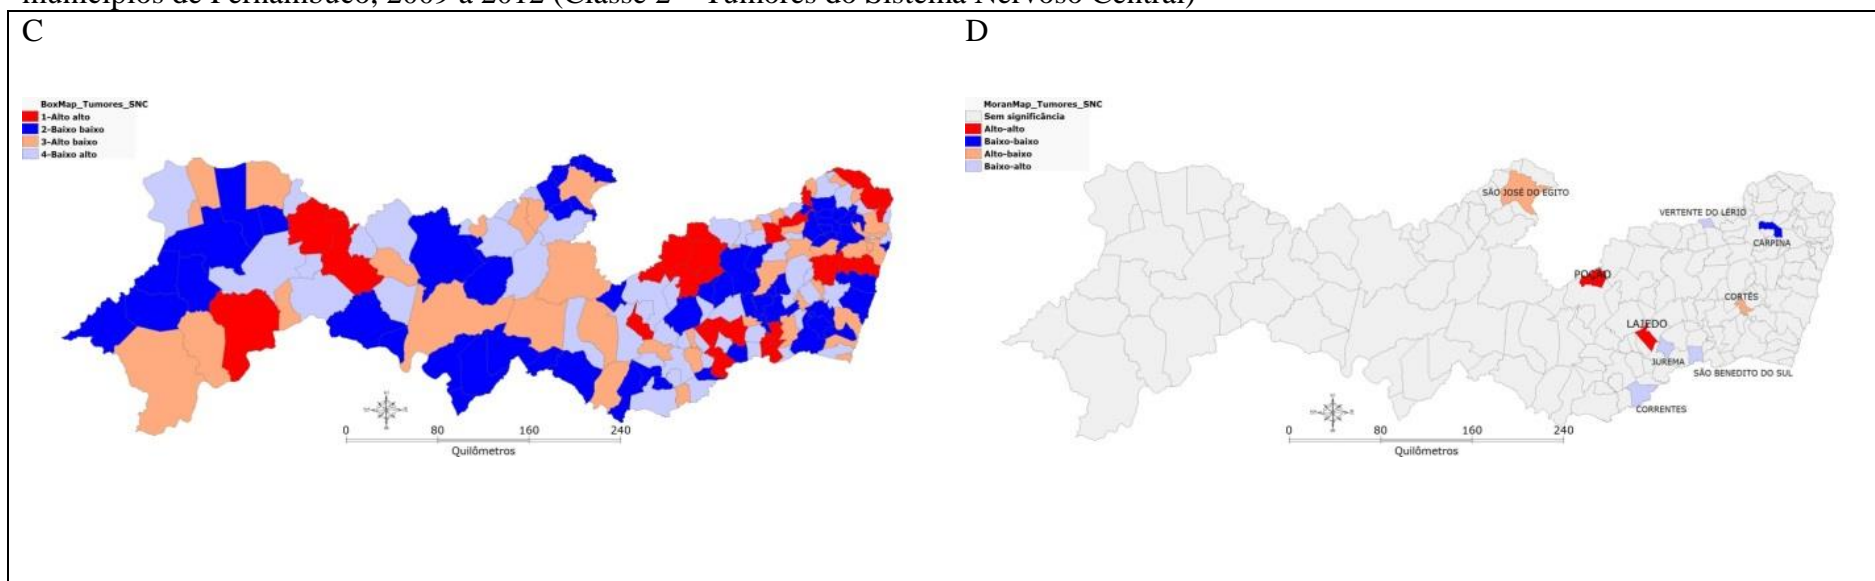 municípios de Pernambuco, 2009 a 2012 (Classe 2 – Tumores do Sistema Nervoso Central)
C
BoxMap_Tumores_SNC
1-Alto alto
2-Baixo baixo
3-Alto baixo
4-Baixo alto
0 80 160 240
Quilômetros
D
MoranMap_Tumores_SNC
Sem significância
Alto-alto
Baixo-baixo
Alto-baixo
Baixo-alto
SÃO JOSÉ DO EGITO
VERTENTE DO LÉRIO
CARPINA
POÇÃO
CORTÊS
LAJEDO
JUREMA
SÃO BENEDITO DO SUL
CORRENTES
0 80 160 240
Quilômetros